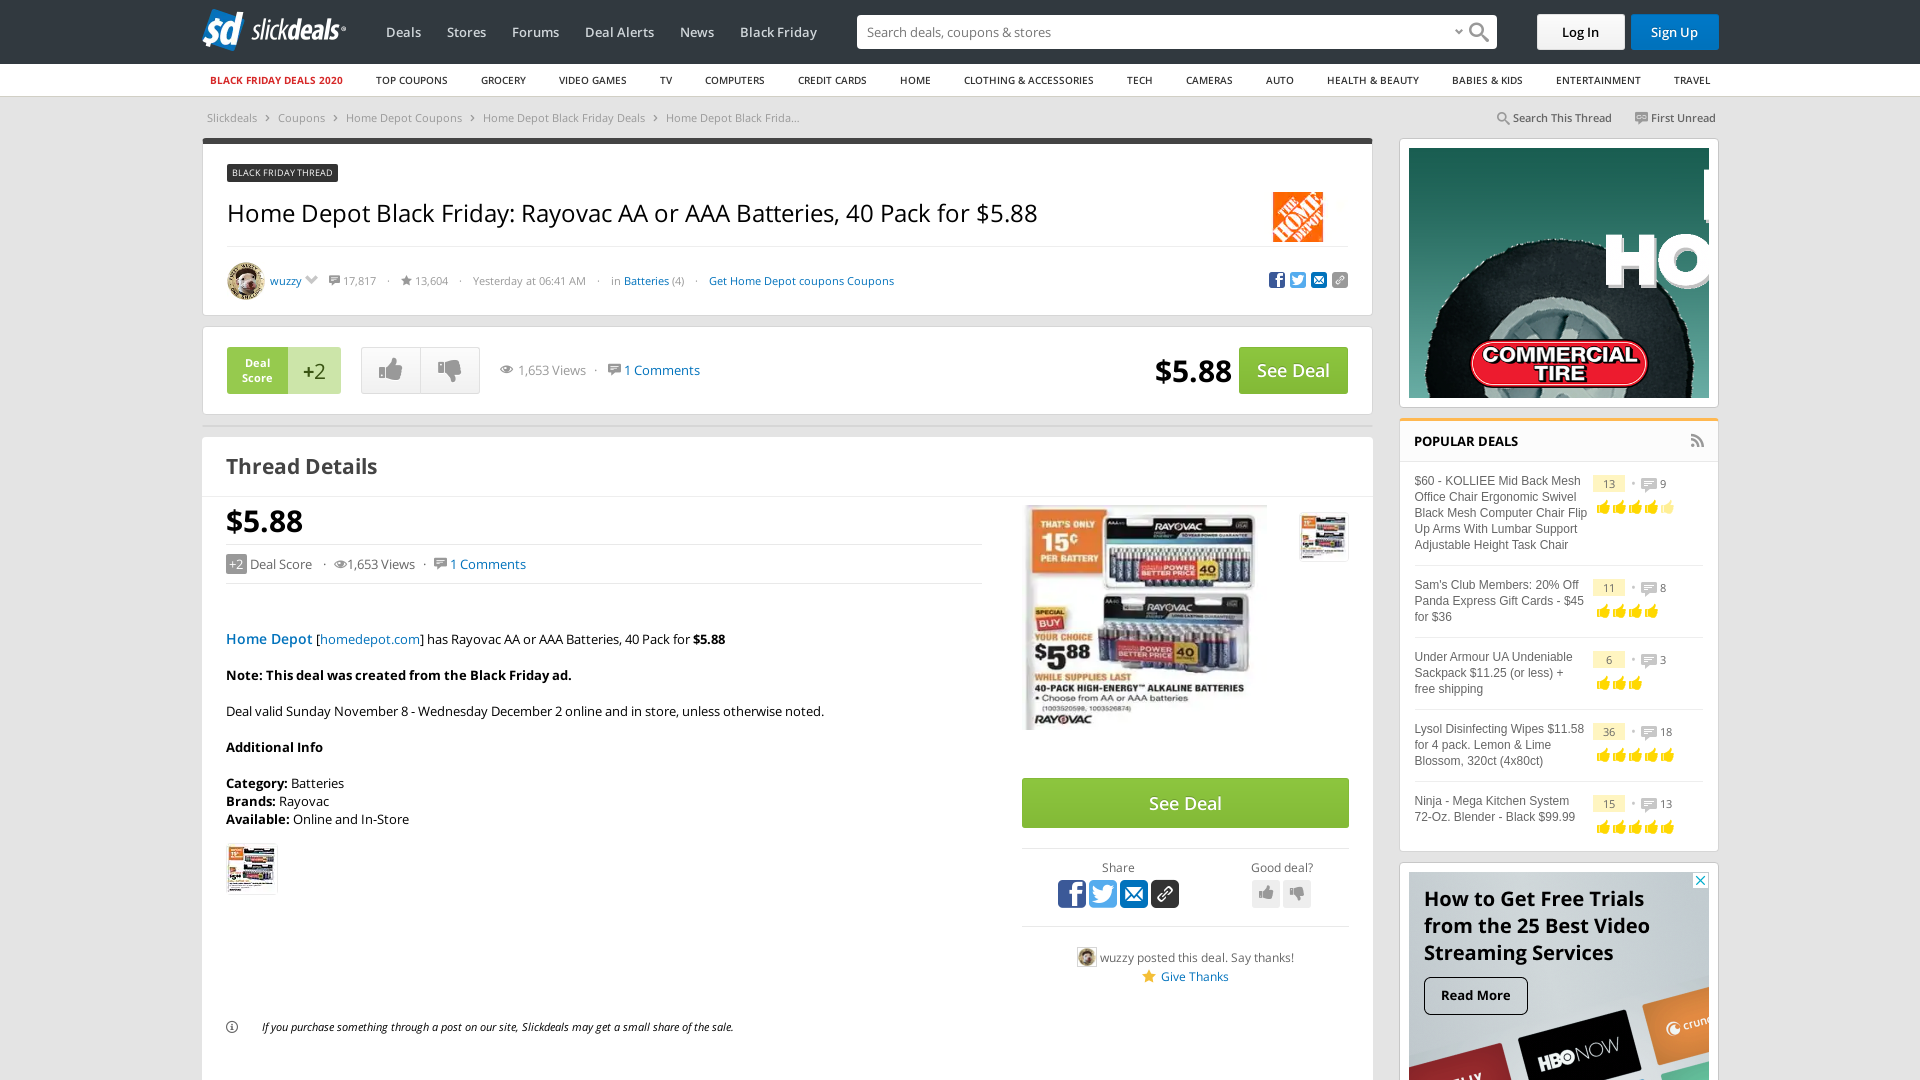 slickdeals
Deals Stores Forums Deal Alerts News Black Friday
Search deals, coupons & stores
Log In Sign Up
BLACK FRIDAY DEALS 2020 TOP COUPONS GROCERY VIDEO GAMES TV COMPUTERS CREDIT CARDS HOME CLOTHING & ACCESSORIES TECH CAMERAS AUTO HEALTH & BEAUTY BABIES & KIDS ENTERTAINMENT TRAVEL
Slickdeals > Coupons > Home Depot Coupons > Home Depot Black Friday Deals > Home Depot Black Frida...
Search This Thread First Unread
BLACK FRIDAY THREAD
Home Depot Black Friday: Rayovac AA or AAA Batteries, 40 Pack for $5.88
THE HOME DEPOT
wuzzy 17,817 · 13,604 · Yesterday at 06:41 AM · in Batteries (4) · Get Home Depot coupons Coupons
Deal Score +2
1,653 Views · 1 Comments
$5.88 See Deal
Thread Details
$5.88
+2 Deal Score · 1,653 Views · 1 Comments
Home Depot [homedepot.com] has Rayovac AA or AAA Batteries, 40 Pack for $5.88
Note: This deal was created from the Black Friday ad.
Deal valid Sunday November 8 - Wednesday December 2 online and in store, unless otherwise noted.
Additional Info
Category: Batteries
Brands: Rayovac
Available: Online and In-Store
If you purchase something through a post on our site, Slickdeals may get a small share of the sale.
THAT'S ONLY
15¢
PER BATTERY
RAYOVAC
POWER
BETTER PRICE
40
SPECIAL
BUY
YOUR CHOICE
$5.88
RAYOVAC
POWER
BETTER PRICE
40
WHILE SUPPLIES LAST
40-PACK HIGH-ENERGY™ ALKALINE BATTERIES
• Choose from AA or AAA batteries
(1003520598, 1003526874)
RAYOVAC
See Deal
Share Good deal?
wuzzy posted this deal. Say thanks!
Give Thanks
HO
COMMERCIAL
TIRE
POPULAR DEALS
$60 - KOLLIEE Mid Back Mesh
Office Chair Ergonomic Swivel
Black Mesh Computer Chair Flip
Up Arms With Lumbar Support
Adjustable Height Task Chair
13 • 9
Sam's Club Members: 20% Off
Panda Express Gift Cards - $45
for $36
11 • 8
Under Armour UA Undeniable
Sackpack $11.25 (or less) +
free shipping
6 • 3
Lysol Disinfecting Wipes $11.58
for 4 pack. Lemon & Lime
Blossom, 320ct (4x80ct)
36 • 18
Ninja - Mega Kitchen System
72-Oz. Blender - Black $99.99
15 • 13
How to Get Free Trials
from the 25 Best Video
Streaming Services
Read More
crun
HBO NOW